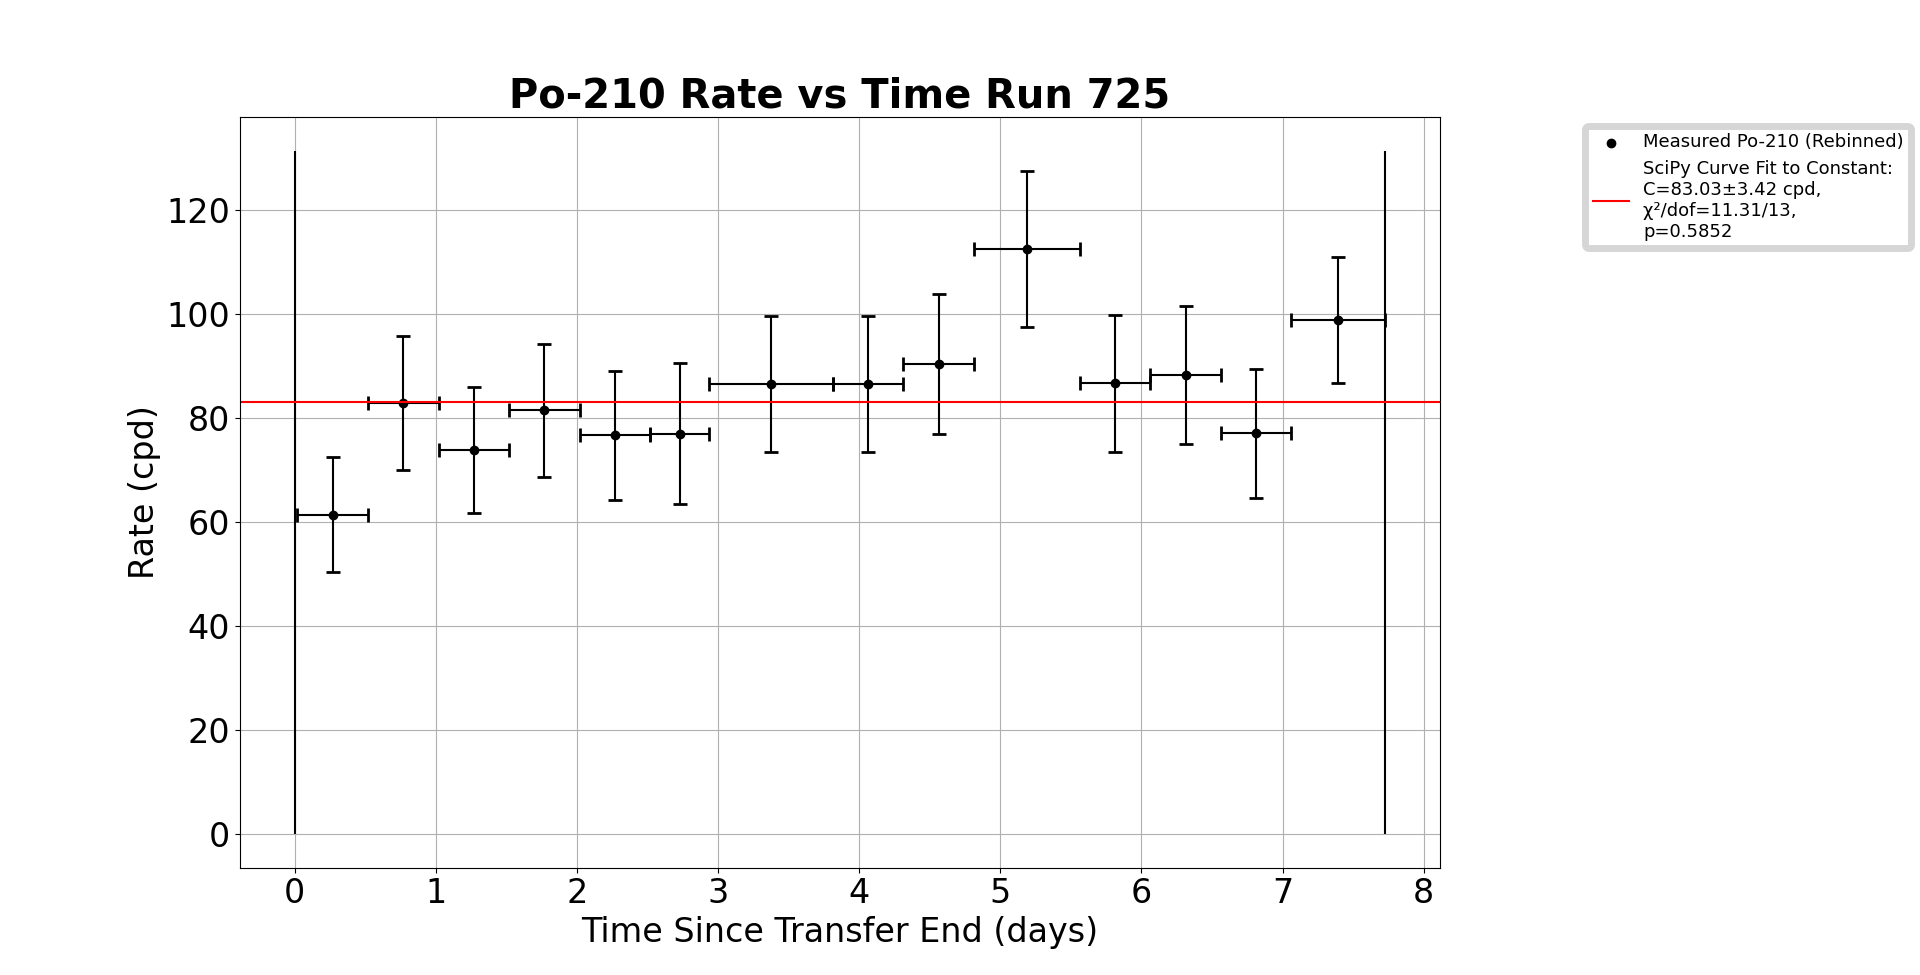 Po-210 Rate vs Time Run 725
Measured Po-210 (Rebinned)
SciPy Curve Fit to Constant:
C=83.03±3.42 cpd,
χ²/dof=11.31/13,
p=0.5852
Rate (cpd)
120
100
80
60
40
20
0
0 1 2 3 4 5 6 7 8
Time Since Transfer End (days)